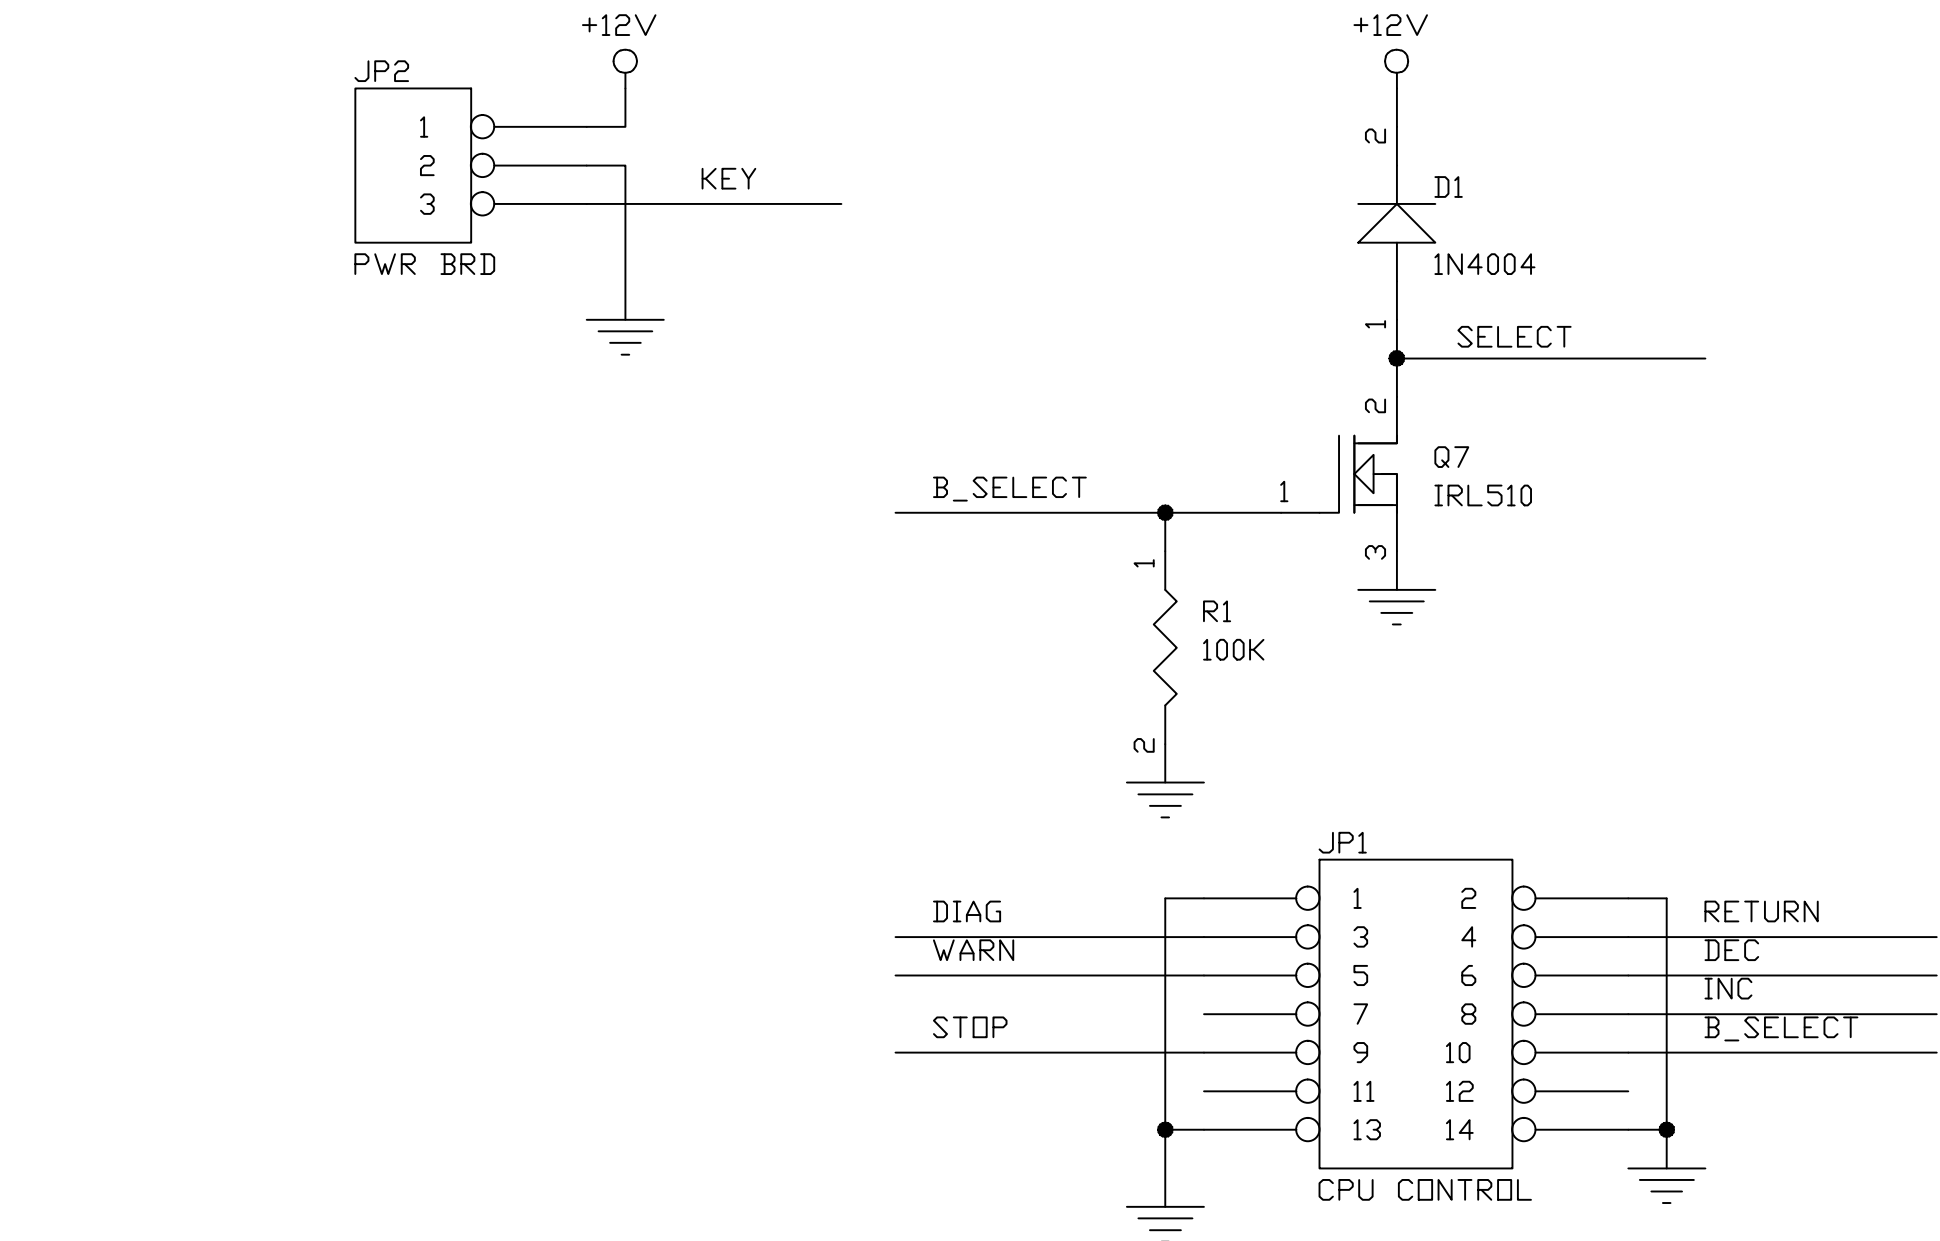 +12V
+12V
JP2
1
2
3
KEY
PWR BRD
2
D1
1N4004
1
SELECT
2
Q7
IRL510
B_SELECT
1
3
1
R1
100K
2
JP1
1 2
DIAG
RETURN
3 4
WARN
DEC
5 6
INC
7 8
STOP
B_SELECT
9 10
11 12
13 14
CPU CONTROL